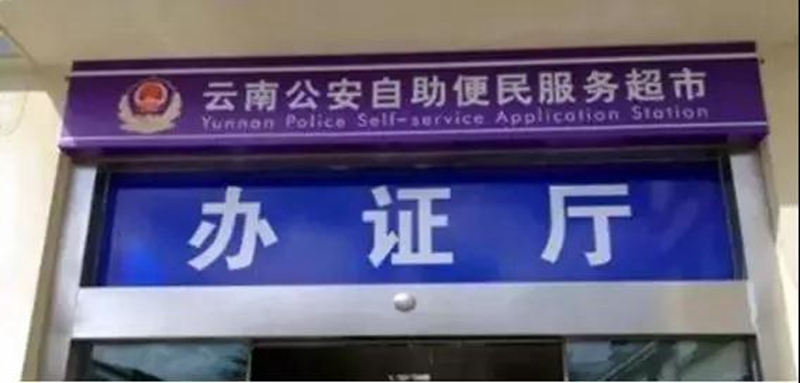 云南公安自助便民服务超市
Yunnan Police Self-service Application Station
办证厅